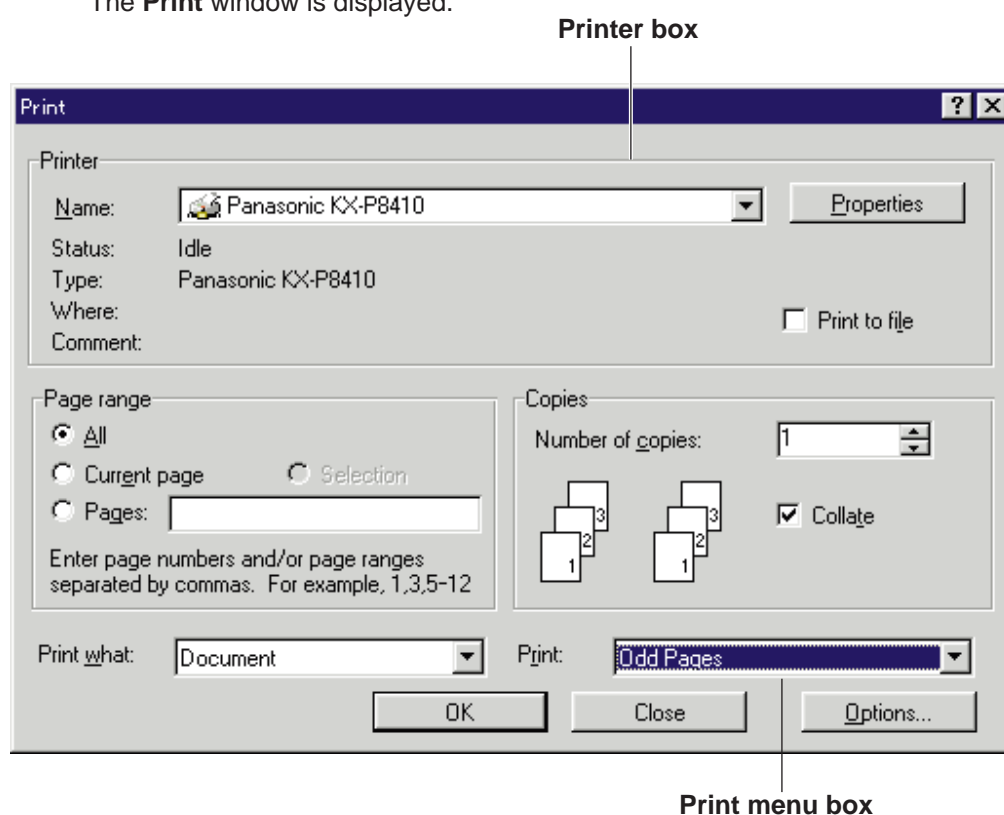 The Print window is displayed.
Printer box
Print
Printer
Name: Panasonic KX-P8410 Properties
Status: Idle
Type: Panasonic KX-P8410
Where:
Print to file
Comment:
Page range
All
Current page Selection
Pages:
Enter page numbers and/or page ranges
separated by commas. For example, 1,3,5-12
Copies
Number of copies: 1
3 3
2 2
1 1
Collate
Print what: Document Print: Odd Pages
OK Close Options...
Print menu box